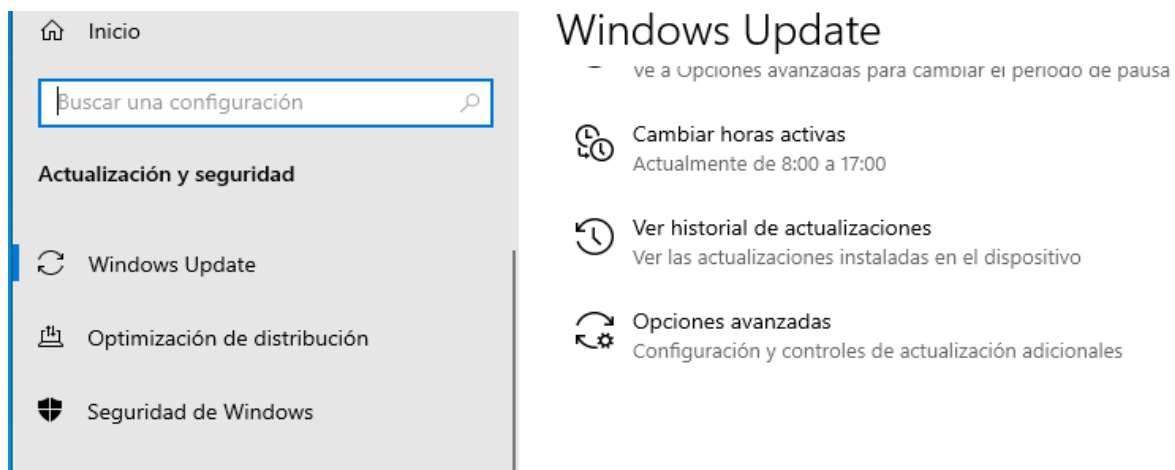 Inicio
Buscar una configuración
Actualización y seguridad
Windows Update
Optimización de distribución
Seguridad de Windows
Windows Update
Ve a Opciones avanzadas para cambiar el período de pausa
Cambiar horas activas
Actualmente de 8:00 a 17:00
Ver historial de actualizaciones
Ver las actualizaciones instaladas en el dispositivo
Opciones avanzadas
Configuración y controles de actualización adicionales